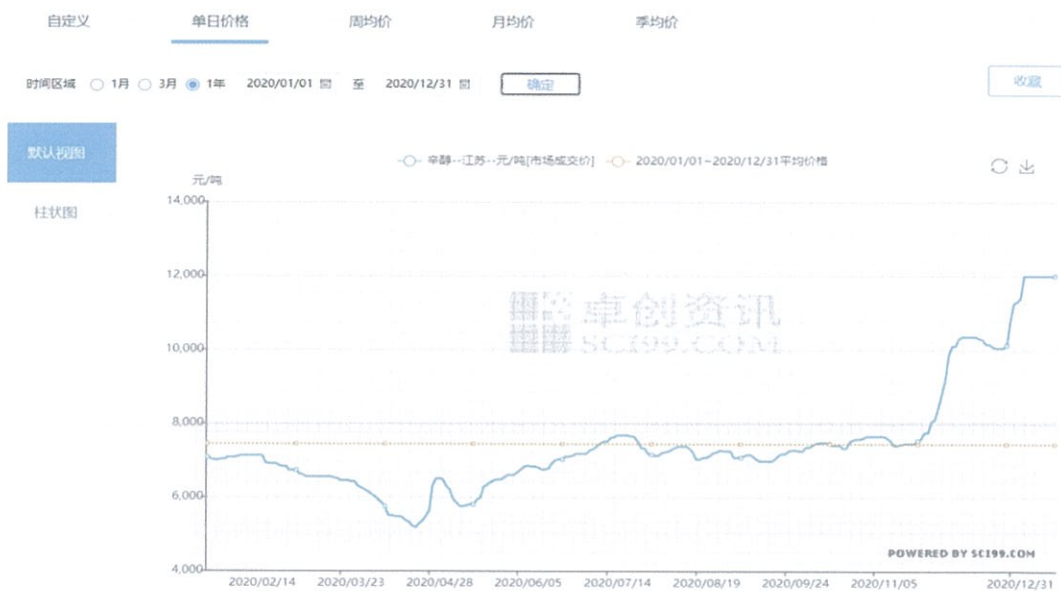 自定义 单日价格 周均价 月均价 季均价
时间区域 1月 3月 1年 2020/01/01 至 2020/12/31 确定 收藏
默认视图
柱状图
辛醇--江苏--元/吨[市场成交价] 2020/01/01~2020/12/31平均价格
元/吨
14,000
12,000
10,000
8,000
6,000
4,000
卓创资讯
SCI99.COM
POWERED BY SCI99.COM
2020/02/14 2020/03/23 2020/04/28 2020/06/05 2020/07/14 2020/08/19 2020/09/24 2020/11/05 2020/12/31